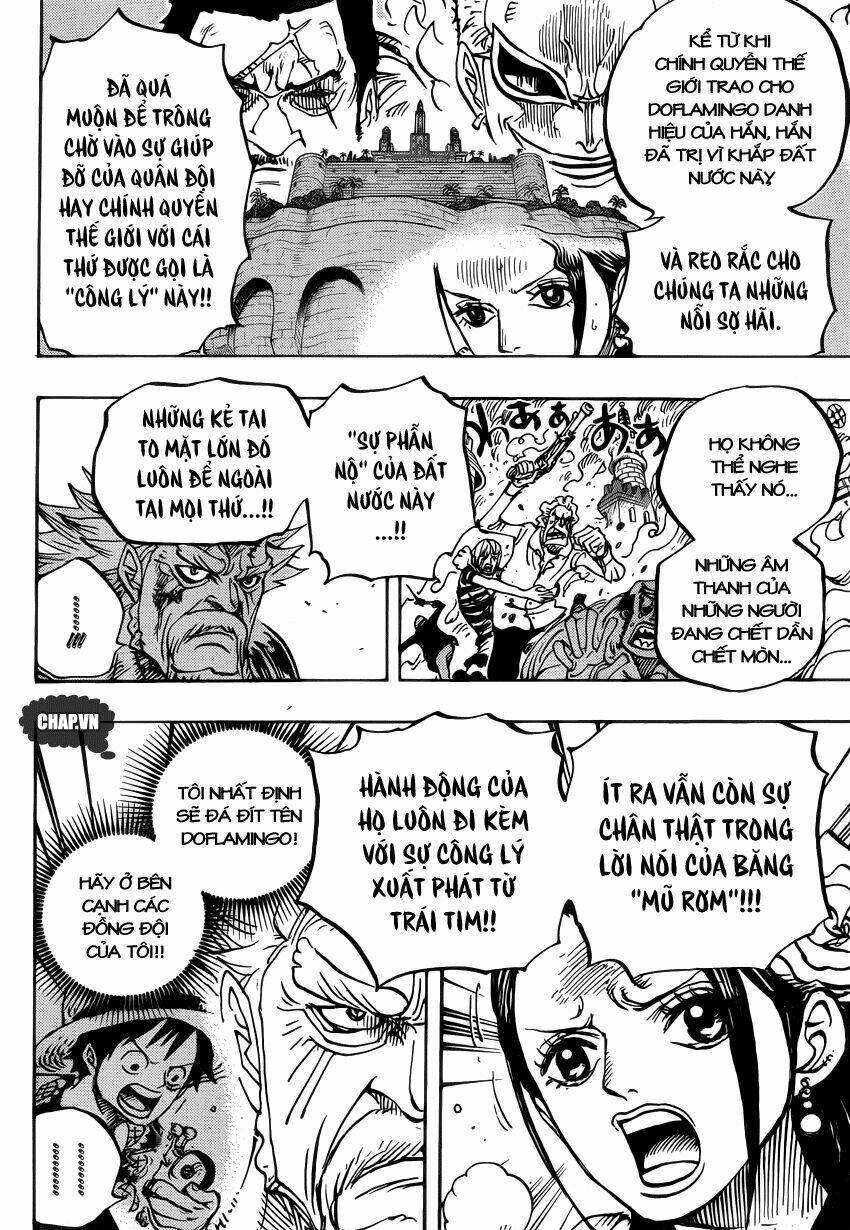 KỂ TỪ KHI
CHÍNH QUYỀN THẾ
GIỚI TRAO CHO
DOFLAMINGO DANH
HIỆU CỦA HẮN, HẮN
ĐÃ TRỊ VÌ KHẮP ĐẤT
NƯỚC NÀY.
VÀ REO RẮC CHO
CHÚNG TA NHỮNG
NỖI SỢ HÃI.
ĐÃ QUÁ
MUỘN ĐỂ TRÔNG
CHỜ VÀO SỰ GIÚP
ĐỠ CỦA QUÂN ĐỘI
HAY CHÍNH QUYỀN
THẾ GIỚI VỚI CÁI
THỨ ĐƯỢC GỌI LÀ
"CÔNG LÝ" NÀY!!
HỌ KHÔNG
THỂ NGHE
THẤY NÓ...
NHỮNG ÂM
THANH CỦA
NHỮNG NGƯỜI
ĐANG CHẾT DẦN
CHẾT MÒN...
"SỰ PHẪN
NỘ" CỦA ĐẤT
NƯỚC NÀY
...!!
NHỮNG KẺ TAI
TO MẶT LỚN ĐÓ
LUÔN ĐỂ NGOÀI
TAI MỌI THỨ...!!
.........!!!
CHAP.VN
ÍT RA VẪN CÒN SỰ
CHÂN THẬT TRONG
LỜI NÓI CỦA BĂNG
"MŨ RƠM"!!!
HÀNH ĐỘNG CỦA
HỌ LUÔN ĐI KÈM
VỚI SỰ CÔNG LÝ
XUẤT PHÁT TỪ
TRÁI TIM!!
TÔI NHẤT ĐỊNH
SẼ ĐÁ ĐÍT TÊN
DOFLAMINGO!
HÃY Ở BÊN
CẠNH CÁC
ĐỒNG ĐỘI
CỦA TÔI!!